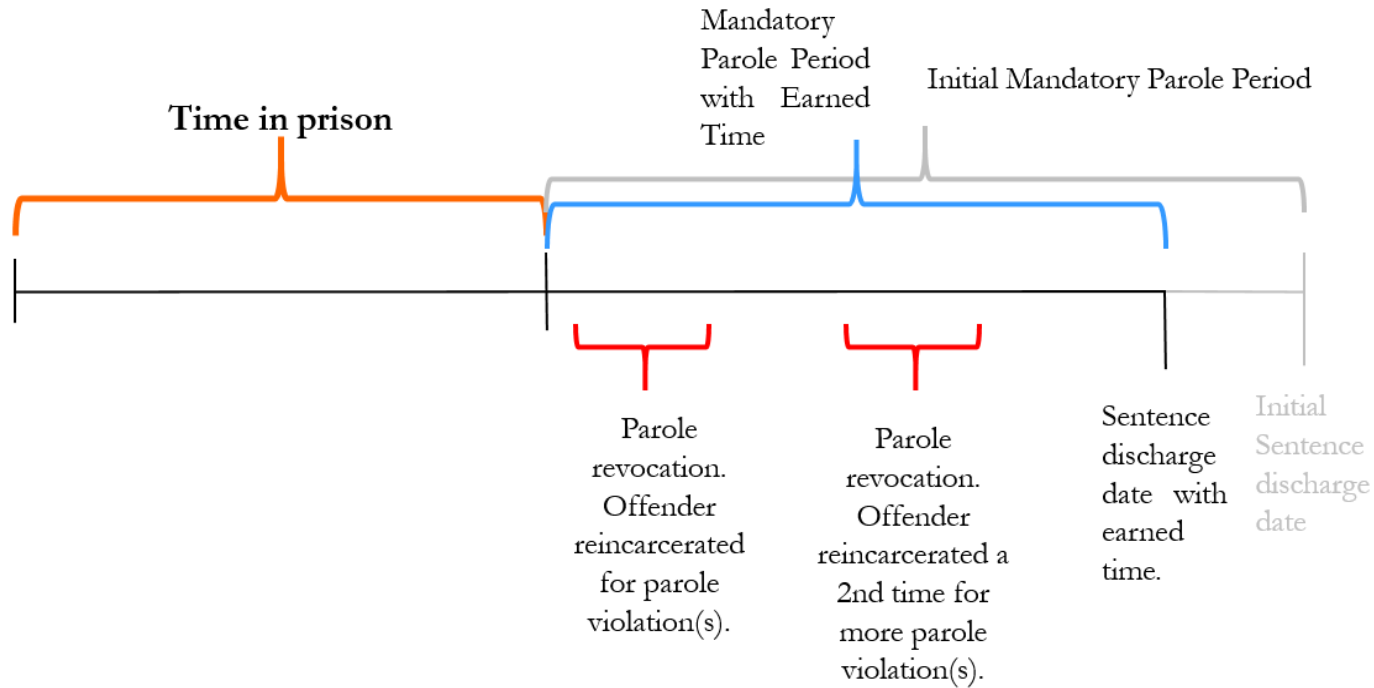 Mandatory
Parole Period
with Earned
Time
Initial Mandatory Parole Period
Time in prison
Parole
revocation.
Offender
reincarcerated
for parole
violation(s).
Parole
revocation.
Offender
reincarcerated a
2nd time for
more parole
violation(s).
Sentence
discharge
date with
earned
time.
Initial
Sentence
discharge
date